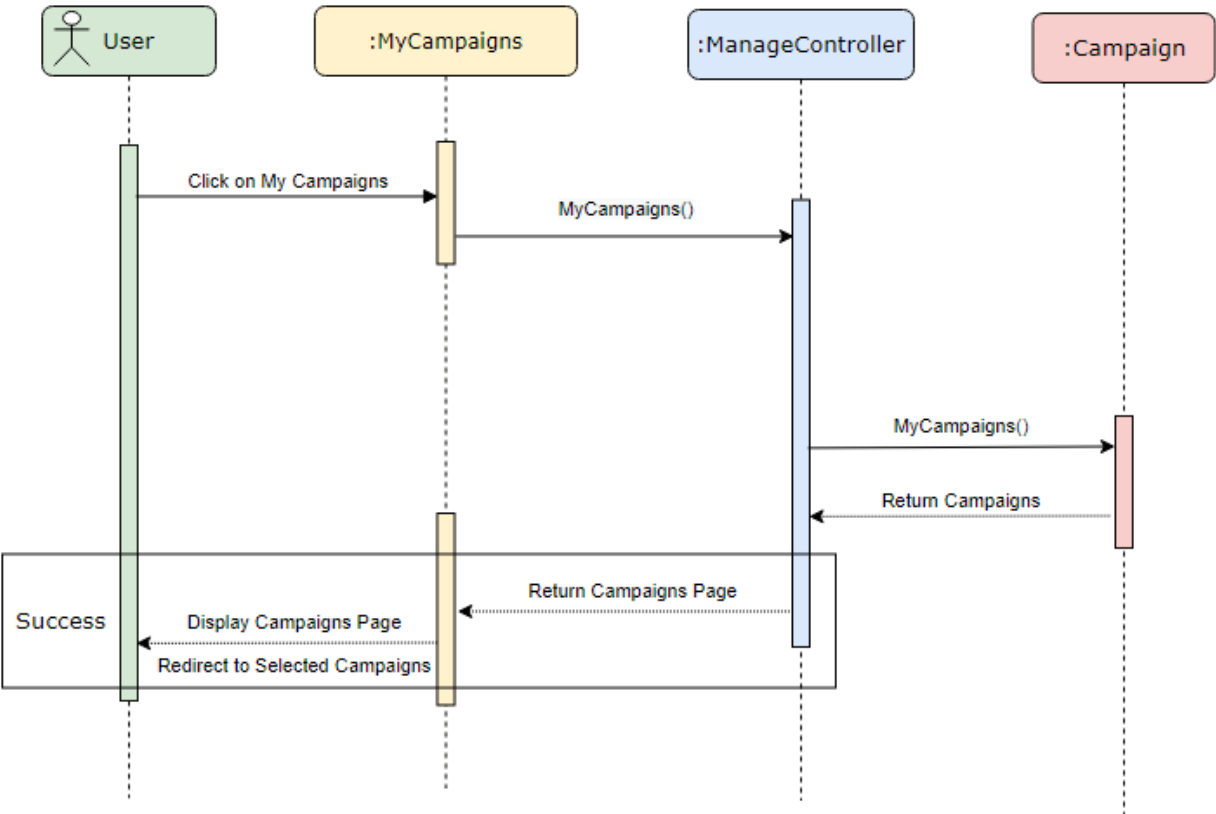 User
:MyCampaigns
:ManageController
:Campaign
Click on My Campaigns
MyCampaigns()
MyCampaigns()
Return Campaigns
Return Campaigns Page
Success
Display Campaigns Page
Redirect to Selected Campaigns